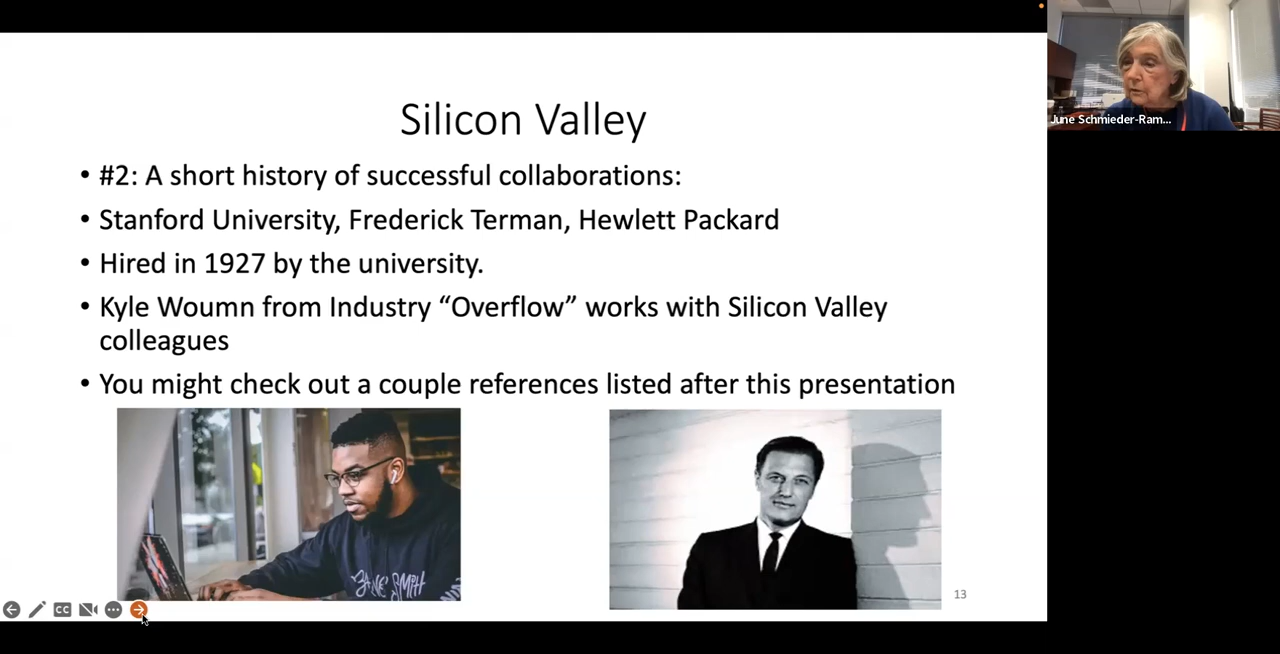 Silicon Valley
• #2: A short history of successful collaborations:
• Stanford University, Frederick Terman, Hewlett Packard
• Hired in 1927 by the university.
• Kyle Woumn from Industry “Overflow” works with Silicon Valley
colleagues
• You might check out a couple references listed after this presentation
SMITH
13
CC
June Schmieder-Ram...